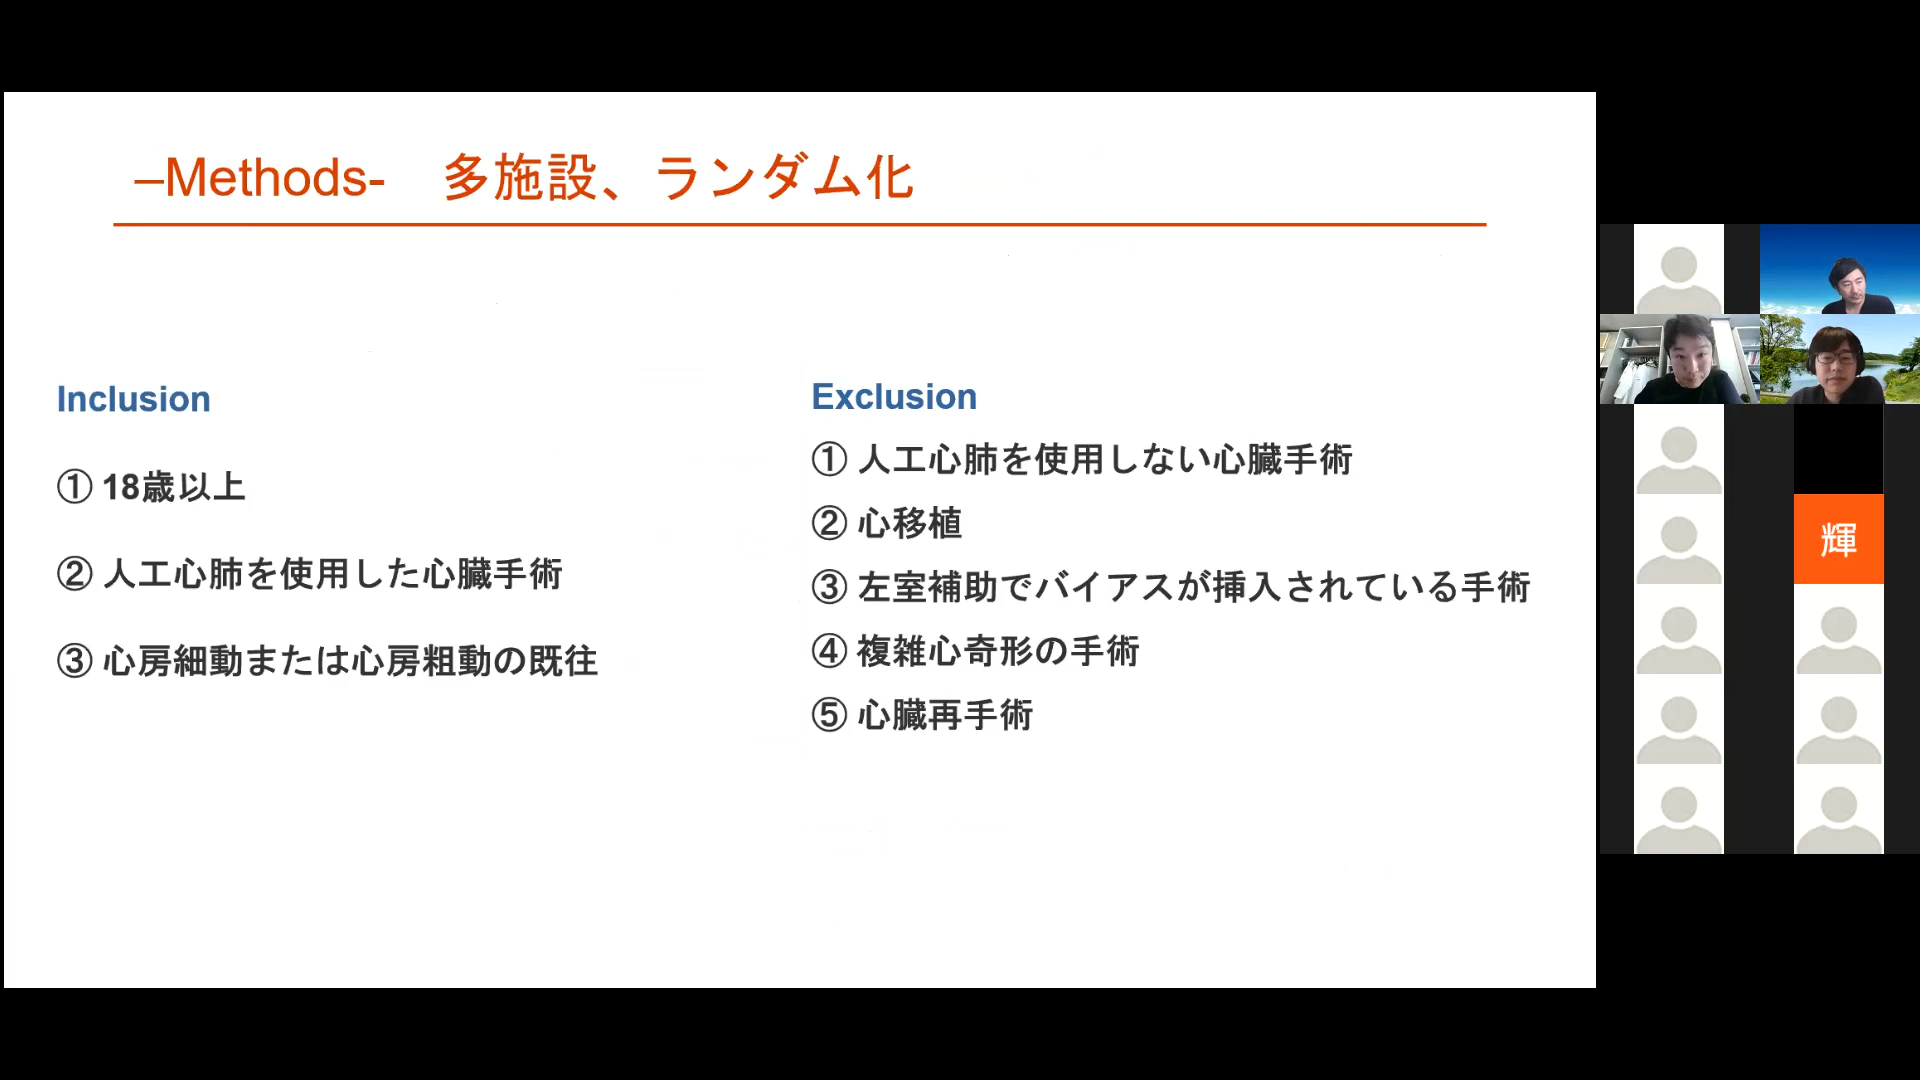 –Methods-　多施設、ランダム化
Inclusion
① 18歳以上
② 人工心肺を使用した心臓手術
③ 心房細動または心房粗動の既往
Exclusion
① 人工心肺を使用しない心臓手術
② 心移植
③ 左室補助でバイアスが挿入されている手術
④ 複雑心奇形の手術
⑤ 心臓再手術
輝